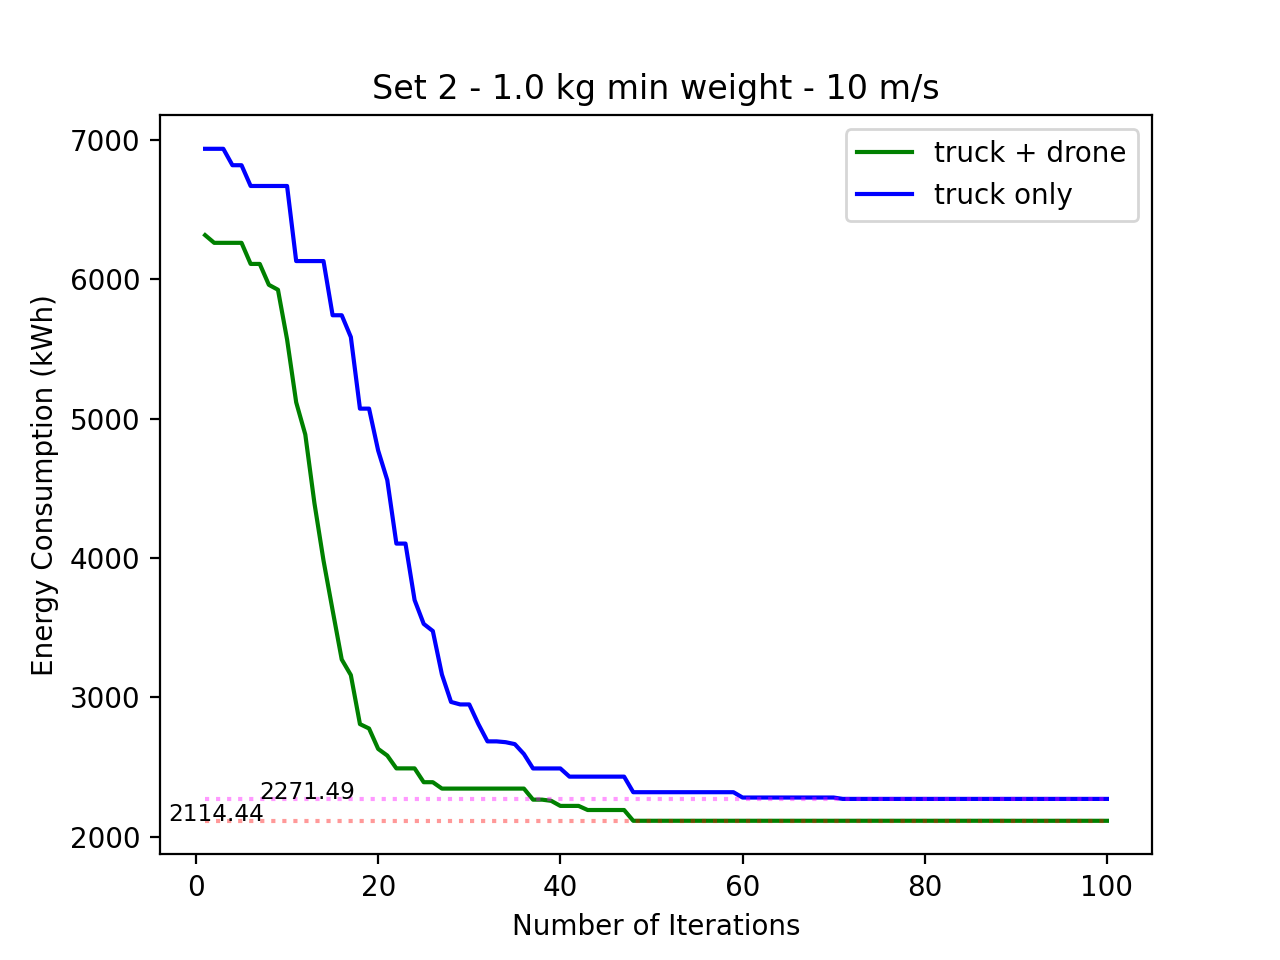 Set 2 - 1.0 kg min weight - 10 m/s
truck + drone
truck only
Energy Consumption (kWh)
7000
6000
5000
4000
3000
2000
2271.49
2114.44
0
20
40
60
80
100
Number of Iterations